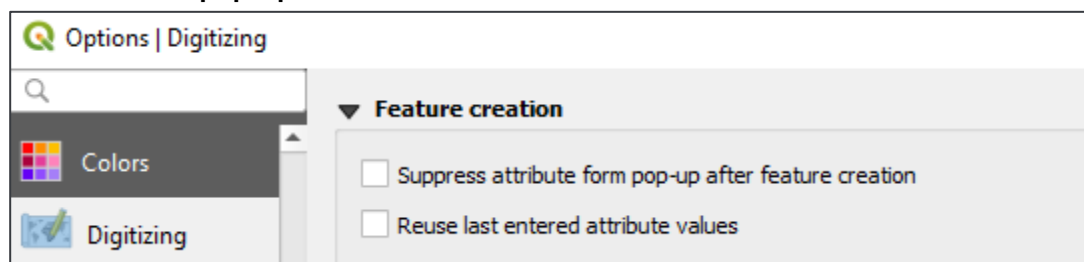 Options | Digitizing
Feature creation
Colors
Suppress attribute form pop-up after feature creation
Reuse last entered attribute values
Digitizing